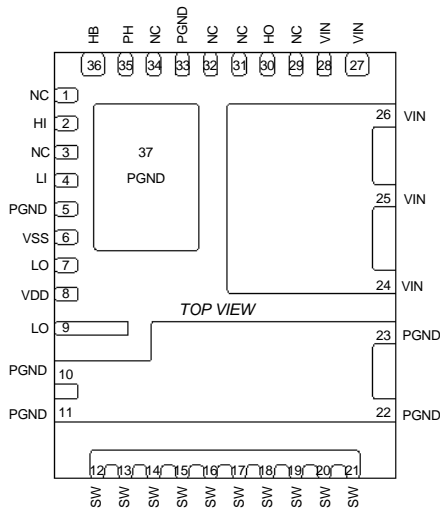 HB PH NC PGND NC NC HO NC VIN VIN
36 35 34 33 32 31 30 29 28 27
NC 1
HI 2
NC 3
LI 4
PGND 5
VSS 6
LO 7
VDD 8
LO 9
PGND 10
PGND 11
37
PGND
26 VIN
25 VIN
24 VIN
TOP VIEW
23 PGND
22 PGND
12 13 14 15 16 17 18 19 20 21
SW SW SW SW SW SW SW SW SW SW